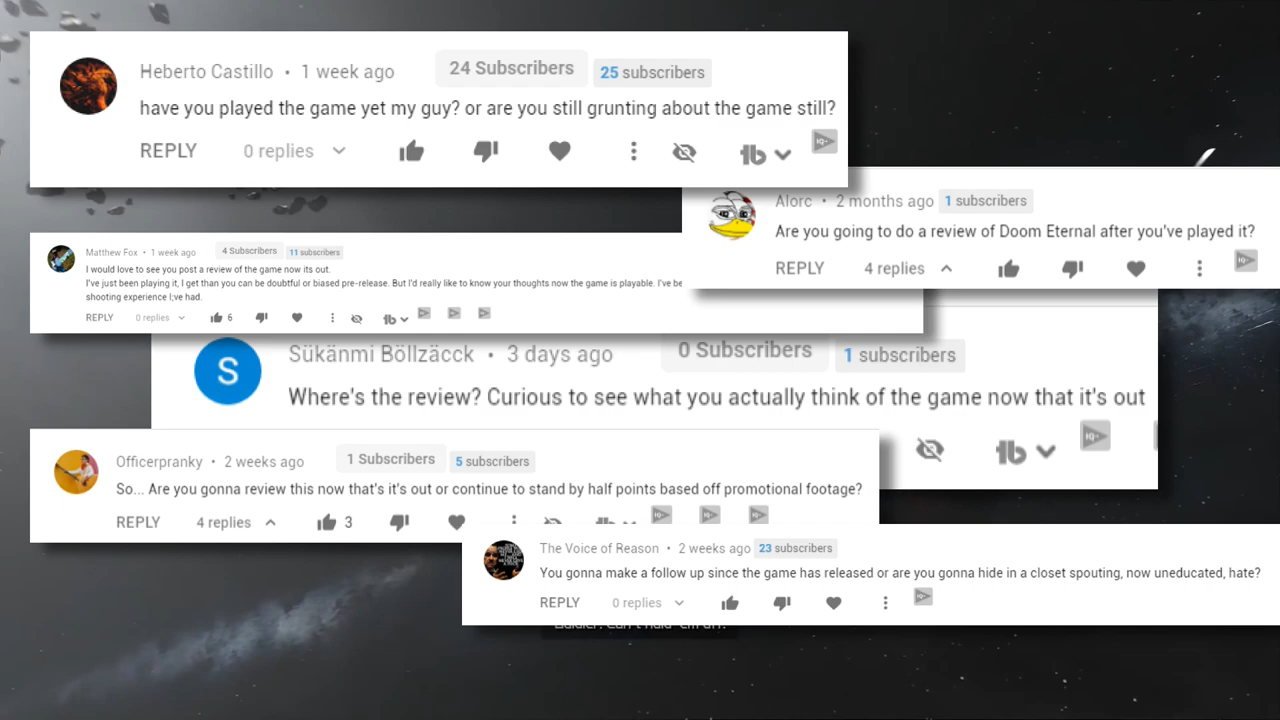 Heberto Castillo • 1 week ago 24 Subscribers 25 subscribers
have you played the game yet my guy? or are you still grunting about the game still?
REPLY 0 replies
Alorc • 2 months ago 1 subscribers
Are you going to do a review of Doom Eternal after you've played it?
REPLY 4 replies
Matthew Fox • 1 week ago 4 Subscribers 11 subscribers
I would love to see you post a review of the game now its out.
I've just been playing it, I get than you can be doubtful or biased pre-release. But I'd really like to know your thoughts now the game is playable. I've be
shooting experience I;ve had.
REPLY 0 replies 6
S
Sükänmi Böllzäcck • 3 days ago 0 Subscribers 1 subscribers
Where's the review? Curious to see what you actually think of the game now that it's out
Officerpranky • 2 weeks ago 1 Subscribers 5 subscribers
So... Are you gonna review this now that's it's out or continue to stand by half points based off promotional footage?
REPLY 4 replies 3
The Voice of Reason • 2 weeks ago 23 subscribers
You gonna make a follow up since the game has released or are you gonna hide in a closet spouting, now uneducated, hate?
REPLY 0 replies